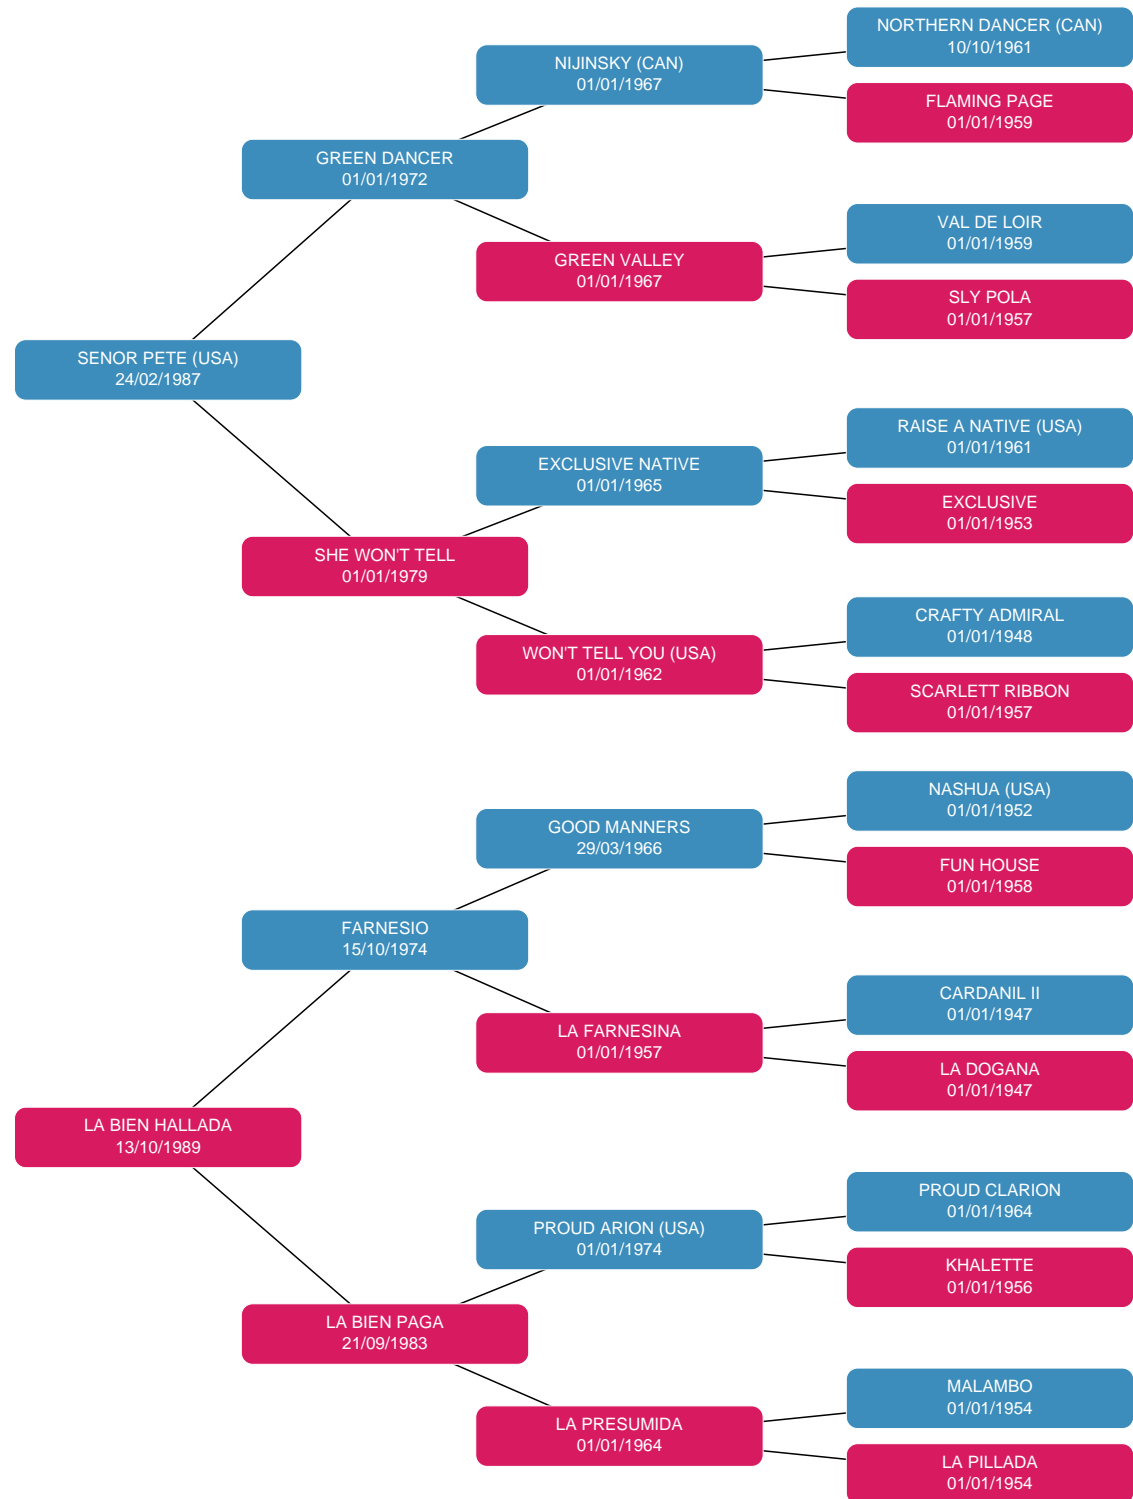 NORTHERN DANCER (CAN)
10/10/1961
NIJINSKY (CAN)
01/01/1967
FLAMING PAGE
01/01/1959
GREEN DANCER
01/01/1972
VAL DE LOIR
01/01/1959
GREEN VALLEY
01/01/1967
SLY POLA
01/01/1957
SENOR PETE (USA)
24/02/1987
RAISE A NATIVE (USA)
01/01/1961
EXCLUSIVE NATIVE
01/01/1965
EXCLUSIVE
01/01/1953
SHE WON'T TELL
01/01/1979
CRAFTY ADMIRAL
01/01/1948
WON'T TELL YOU (USA)
01/01/1962
SCARLETT RIBBON
01/01/1957
NASHUA (USA)
01/01/1952
GOOD MANNERS
29/03/1966
FUN HOUSE
01/01/1958
FARNESIO
15/10/1974
CARDANIL II
01/01/1947
LA FARNESINA
01/01/1957
LA DOGANA
01/01/1947
LA BIEN HALLADA
13/10/1989
PROUD CLARION
01/01/1964
PROUD ARION (USA)
01/01/1974
KHALETTE
01/01/1956
LA BIEN PAGA
21/09/1983
MALAMBO
01/01/1954
LA PRESUMIDA
01/01/1964
LA PILLADA
01/01/1954